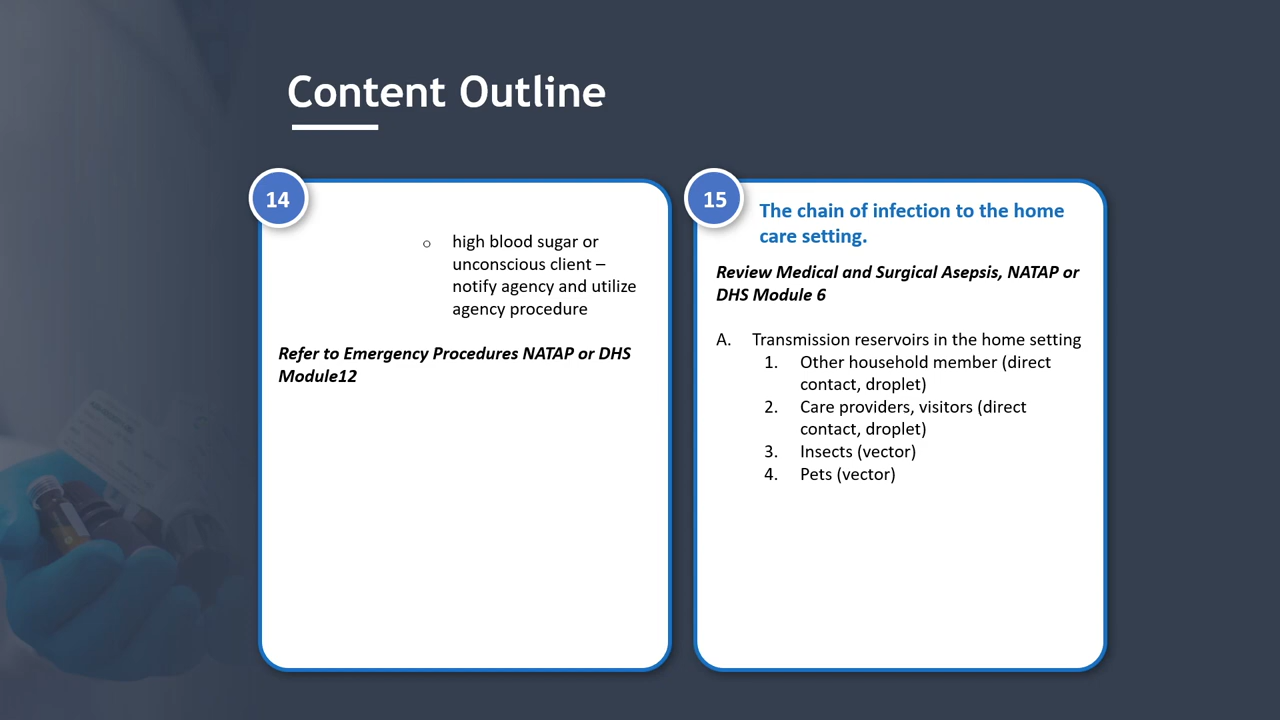 Content Outline
14
○ high blood sugar or
unconscious client –
notify agency and utilize
agency procedure
Refer to Emergency Procedures NATAP or DHS
Module12
15
The chain of infection to the home
care setting.
Review Medical and Surgical Asepsis, NATAP or
DHS Module 6
A. Transmission reservoirs in the home setting
1. Other household member (direct
contact, droplet)
2. Care providers, visitors (direct
contact, droplet)
3. Insects (vector)
4. Pets (vector)